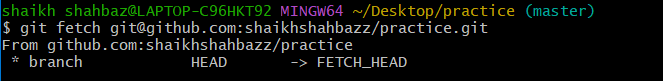 shaikh shahbaz@LAPTOP-C96HKT92 MINGW64 ~/Desktop/practice (master)
$ git fetch git@github.com:shaikhshahbazz/practice.git
From github.com:shaikhshahbazz/practice
 * branch            HEAD       -> FETCH_HEAD